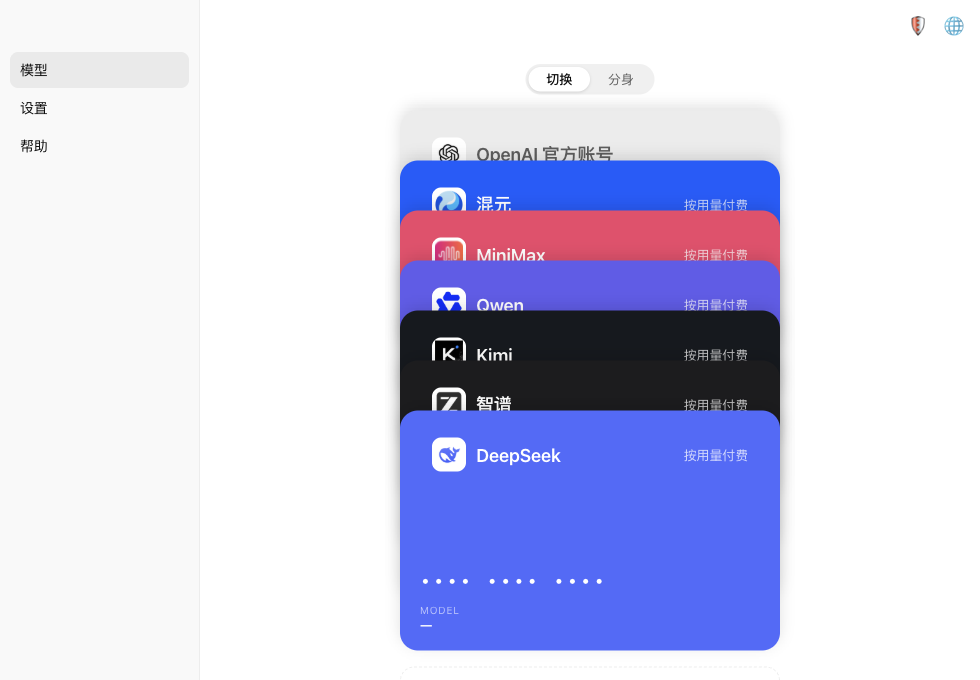 模型
设置
帮助
切换 分身
OpenAI 官方账号
混元 按用量付费
MiniMax 按用量付费
Qwen 按用量付费
Kimi 按用量付费
智谱 按用量付费
DeepSeek 按用量付费
•••• •••• ••••
MODEL
—